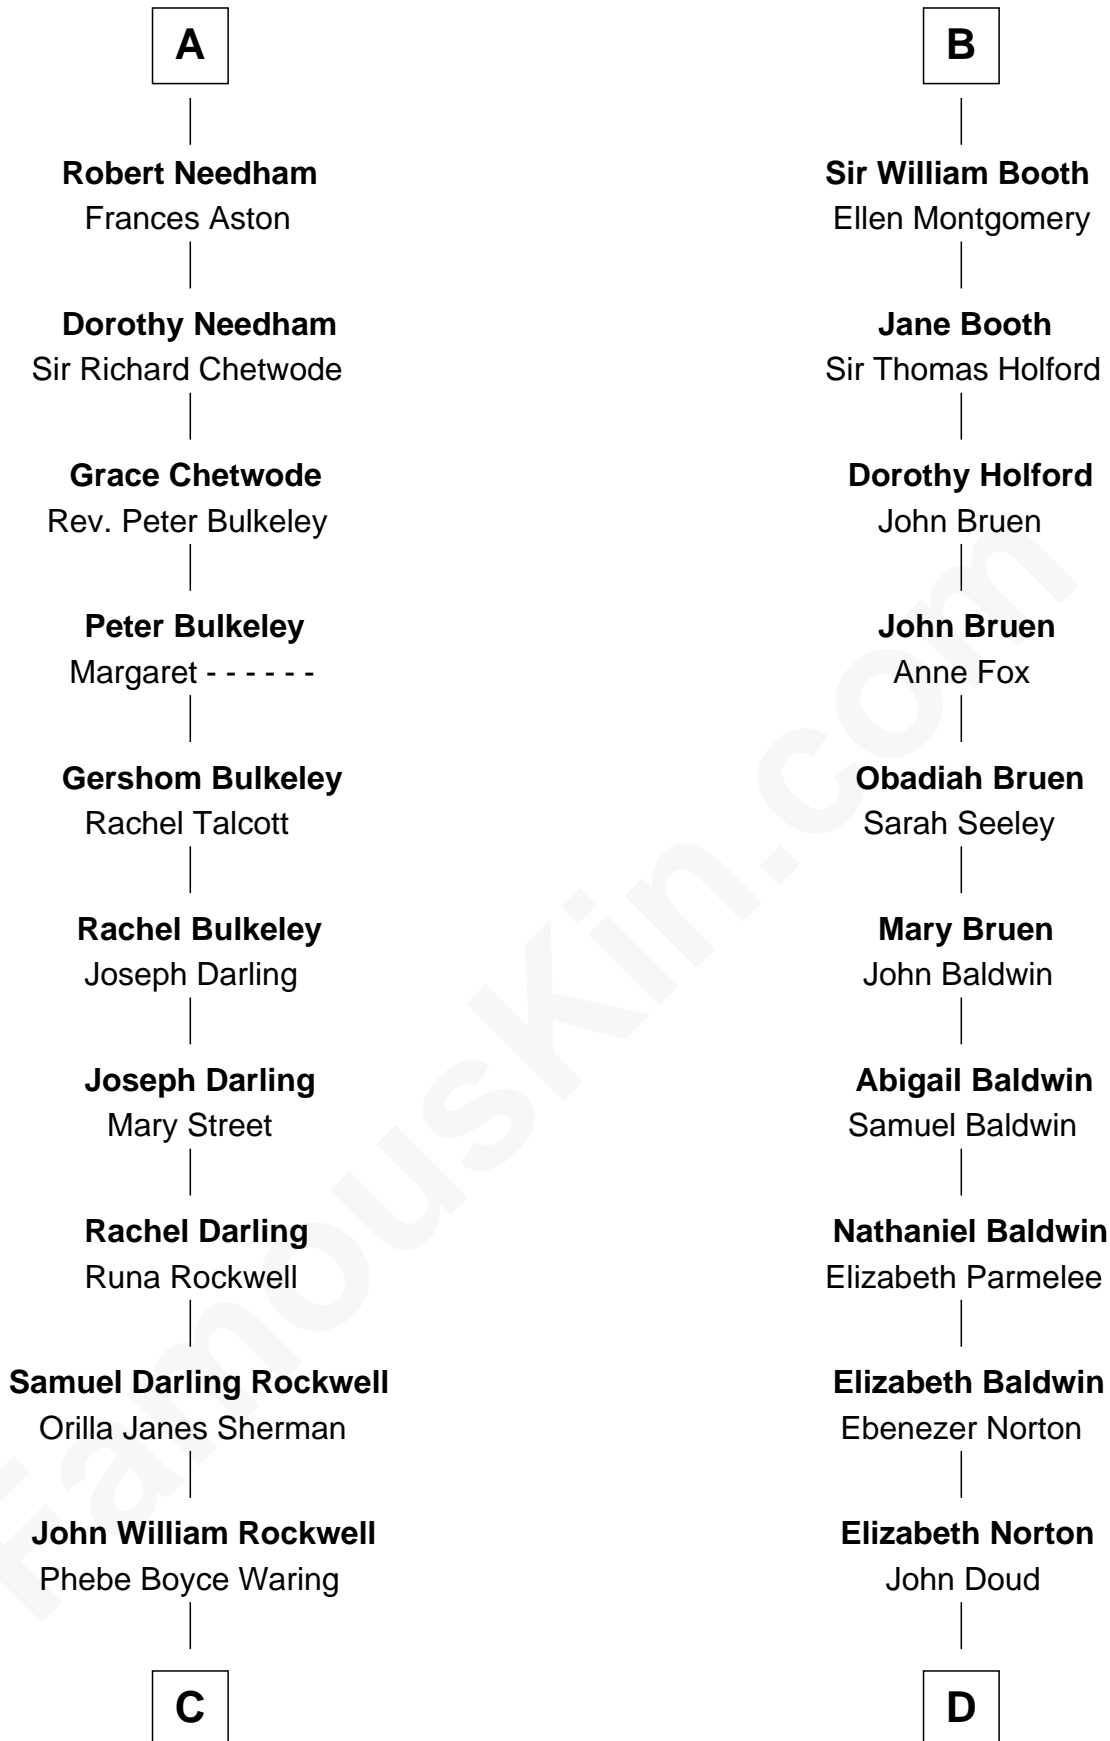 A
Robert Needham
Frances Aston
Dorothy Needham
Sir Richard Chetwode
Grace Chetwode
Rev. Peter Bulkeley
Peter Bulkeley
Margaret - - - - - -
Gershom Bulkeley
Rachel Talcott
Rachel Bulkeley
Joseph Darling
Joseph Darling
Mary Street
Rachel Darling
Runa Rockwell
Samuel Darling Rockwell
Orilla Janes Sherman
John William Rockwell
Phebe Boyce Waring
C
B
Sir William Booth
Ellen Montgomery
Jane Booth
Sir Thomas Holford
Dorothy Holford
John Bruen
John Bruen
Anne Fox
Obadiah Bruen
Sarah Seeley
Mary Bruen
John Baldwin
Abigail Baldwin
Samuel Baldwin
Nathaniel Baldwin
Elizabeth Parmelee
Elizabeth Baldwin
Ebenezer Norton
Elizabeth Norton
John Doud
D
FamousKin.com